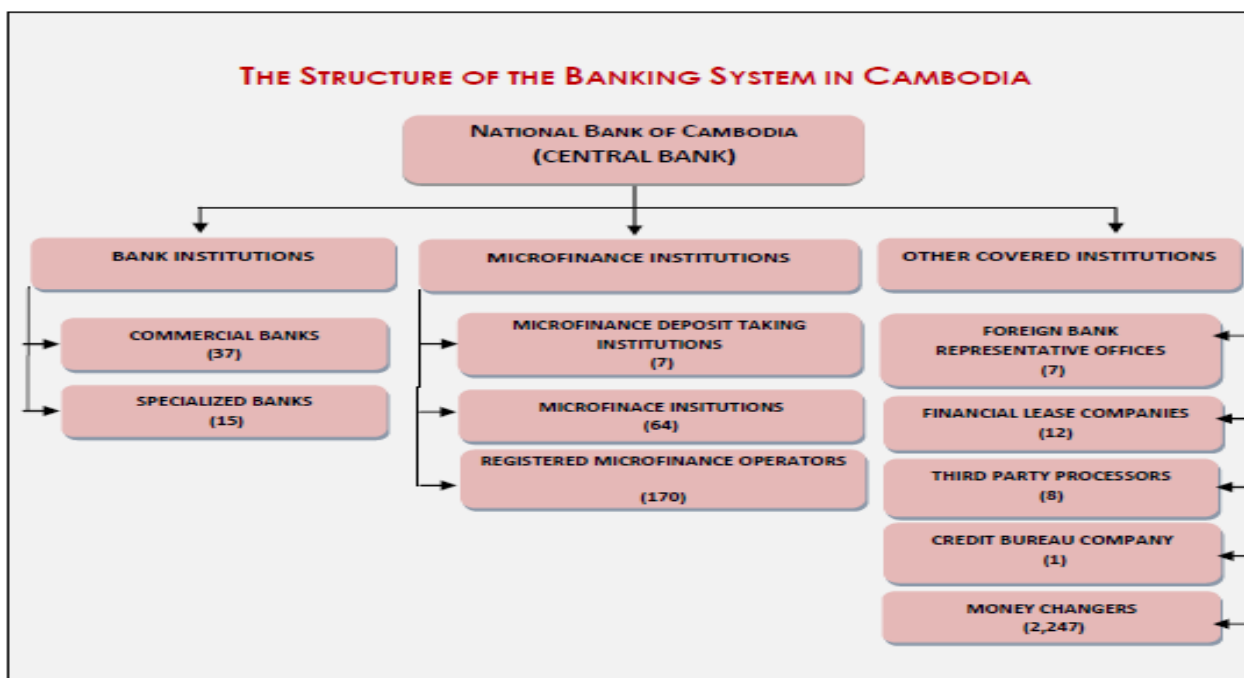 THE STRUCTURE OF THE BANKING SYSTEM IN CAMBODIA
NATIONAL BANK OF CAMBODIA
(CENTRAL BANK)
BANK INSTITUTIONS
COMMERCIAL BANKS
(37)
SPECIALIZED BANKS
(15)
MICROFINANCE INSTITUTIONS
MICROFINANCE DEPOSIT TAKING
INSTITUTIONS
(7)
MICROFINACE INSITUTIONS
(64)
REGISTERED MICROFINANCE OPERATORS
(170)
OTHER COVERED INSTITUTIONS
FOREIGN BANK
REPRESENTATIVE OFFICES
(7)
FINANCIAL LEASE COMPANIES
(12)
THIRD PARTY PROCESSORS
(8)
CREDIT BUREAU COMPANY
(1)
MONEY CHANGERS
(2,247)